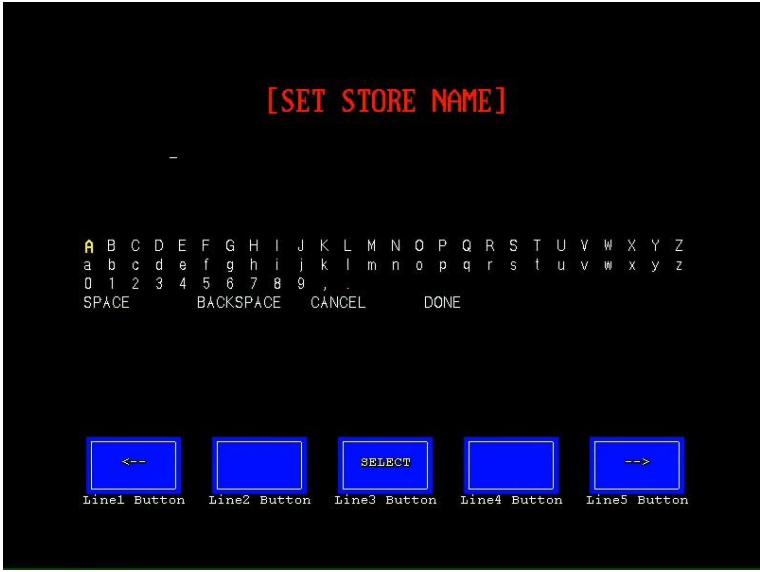 [SET STORE NAME]
_
A B C D E F G H I J K L M N O P Q R S T U V W X Y Z
a b c d e f g h i j k l m n o p q r s t u v w x y z
0 1 2 3 4 5 6 7 8 9 , .
SPACE BACKSPACE CANCEL DONE
<-- SELECT -->
Line1 Button Line2 Button Line3 Button Line4 Button Line5 Button